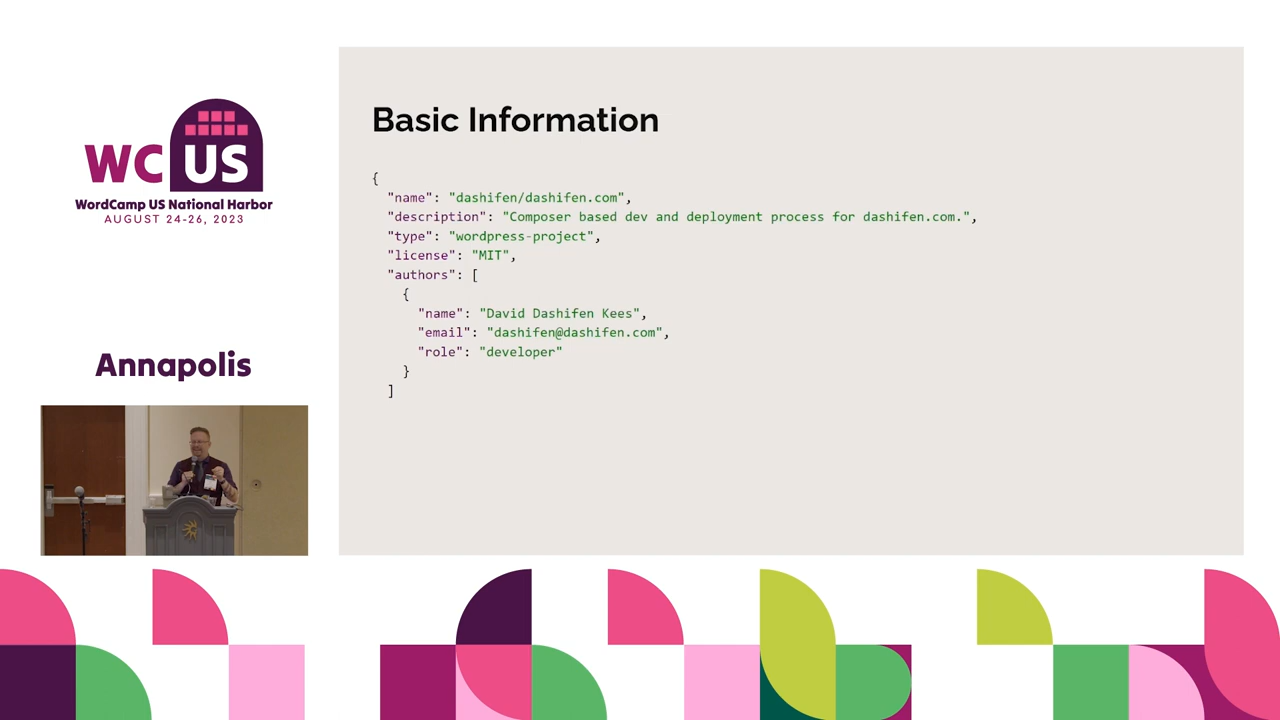 WC US
WordCamp US National Harbor
AUGUST 24-26, 2023
Annapolis
Basic Information
{
"name": "dashifen/dashifen.com",
"description": "Composer based dev and deployment process for dashifen.com.",
"type": "wordpress-project",
"license": "MIT",
"authors": [
{
"name": "David Dashifen Kees",
"email": "dashifen@dashifen.com",
"role": "developer"
}
]